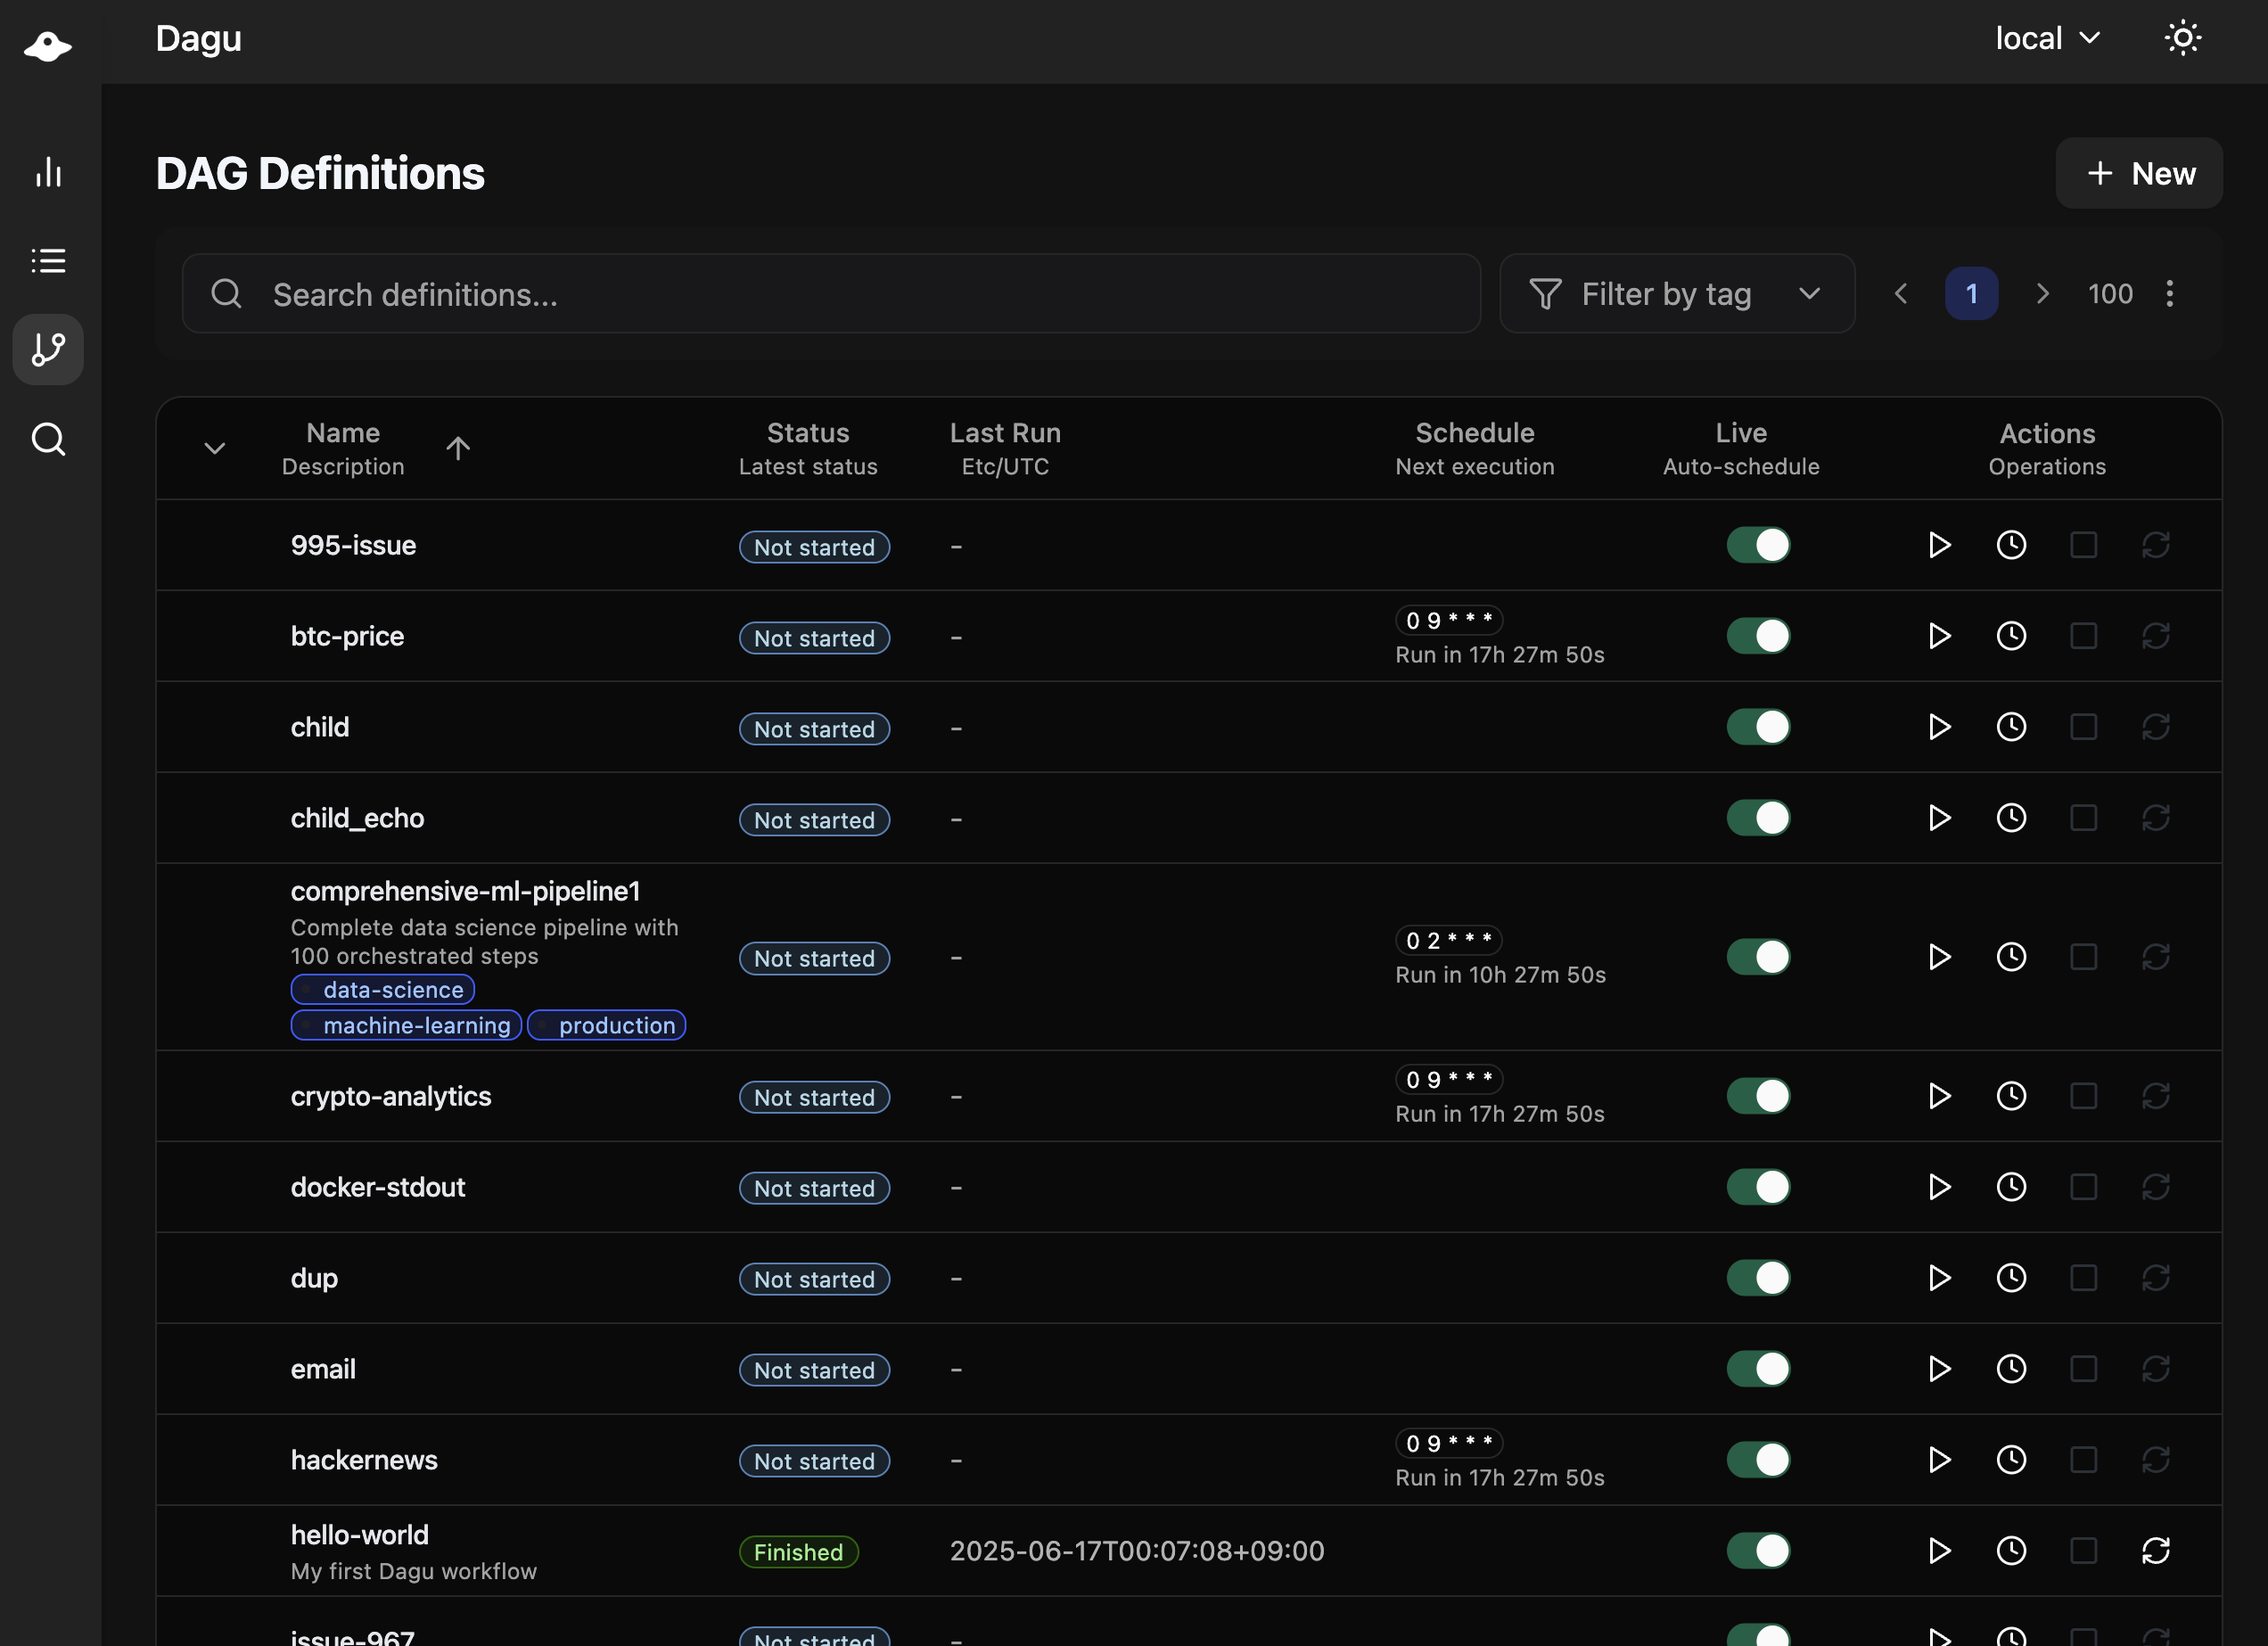 Dagu
local
DAG Definitions
New
Search definitions...
Filter by tag
1
100
Name
Description
Status
Latest status
Last Run
Etc/UTC
Schedule
Next execution
Live
Auto-schedule
Actions
Operations
995-issue
Not started
-
btc-price
Not started
-
0 9 * * *
Run in 17h 27m 50s
child
Not started
-
child_echo
Not started
-
comprehensive-ml-pipeline1
Complete data science pipeline with
100 orchestrated steps
data-science
machine-learning
production
Not started
-
0 2 * * *
Run in 10h 27m 50s
crypto-analytics
Not started
-
0 9 * * *
Run in 17h 27m 50s
docker-stdout
Not started
-
dup
Not started
-
email
Not started
-
hackernews
Not started
-
0 9 * * *
Run in 17h 27m 50s
hello-world
My first Dagu workflow
Finished
2025-06-17T00:07:08+09:00
issue-967
Not started
-